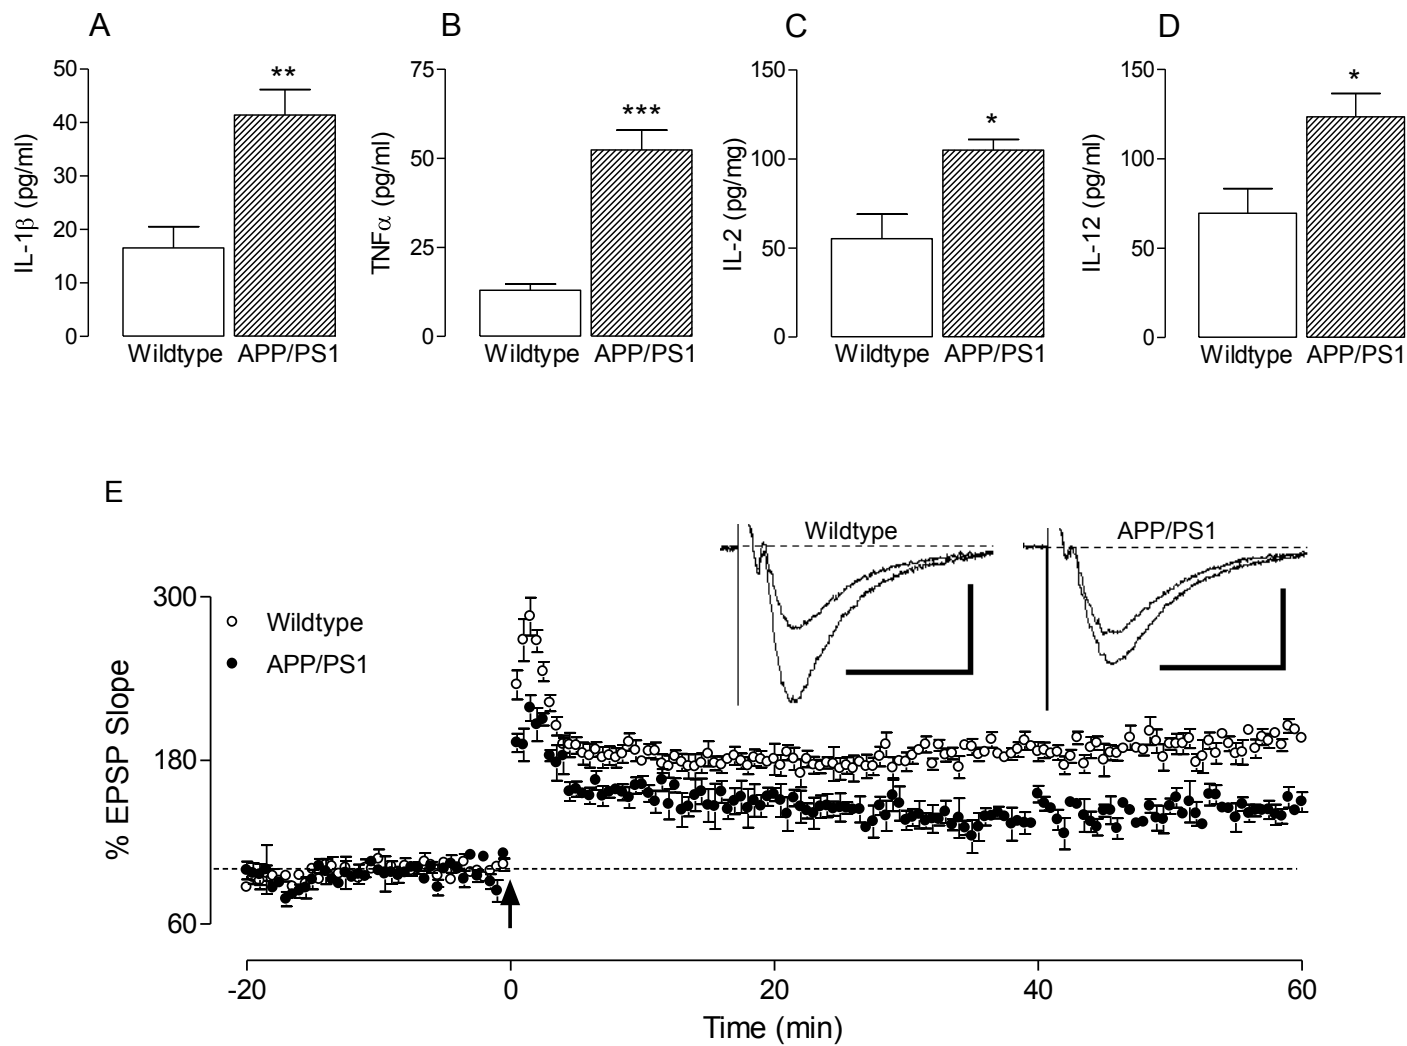 A
B
C
D
IL-1β (pg/ml)
50
40
30
20
10
0
**
Wildtype
APP/PS1
TNFα (pg/ml)
75
50
25
0
***
Wildtype
APP/PS1
IL-2 (pg/mg)
150
100
50
0
*
Wildtype
APP/PS1
IL-12 (pg/ml)
150
100
50
0
*
Wildtype
APP/PS1
E
Wildtype
APP/PS1
% EPSP Slope
300
180
60
Wildtype
APP/PS1
-20
0
20
40
60
Time (min)